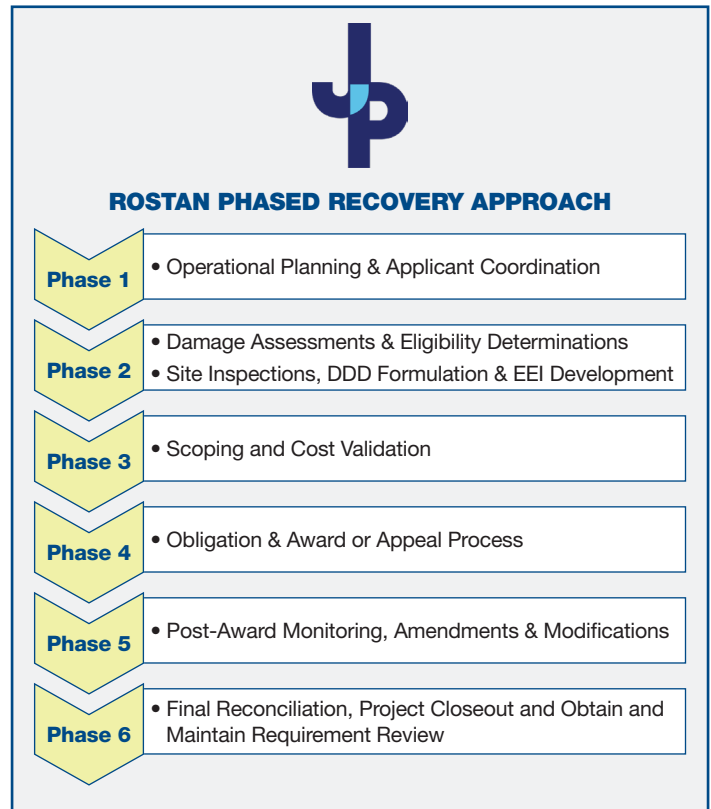 JP
ROSTAN PHASED RECOVERY APPROACH
Phase 1
• Operational Planning & Applicant Coordination
Phase 2
• Damage Assessments & Eligibility Determinations
• Site Inspections, DDD Formulation & EEI Development
Phase 3
• Scoping and Cost Validation
Phase 4
• Obligation & Award or Appeal Process
Phase 5
• Post-Award Monitoring, Amendments & Modifications
Phase 6
• Final Reconciliation, Project Closeout and Obtain and
Maintain Requirement Review